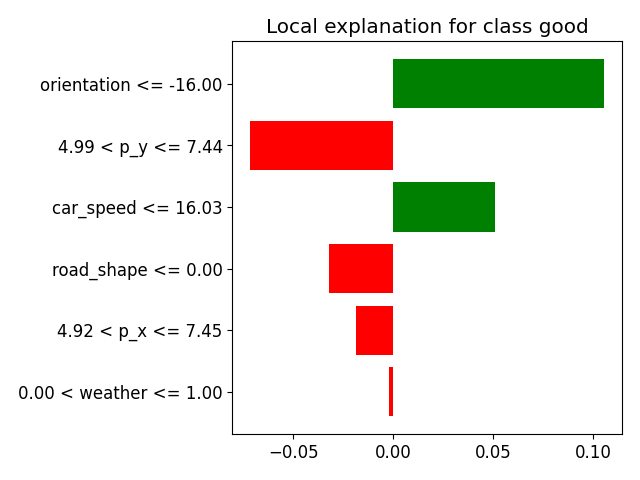 Local explanation for class good
orientation <= -16.00
4.99 < p_y <= 7.44
car_speed <= 16.03
road_shape <= 0.00
4.92 < p_x <= 7.45
0.00 < weather <= 1.00
−0.05 0.00 0.05 0.10